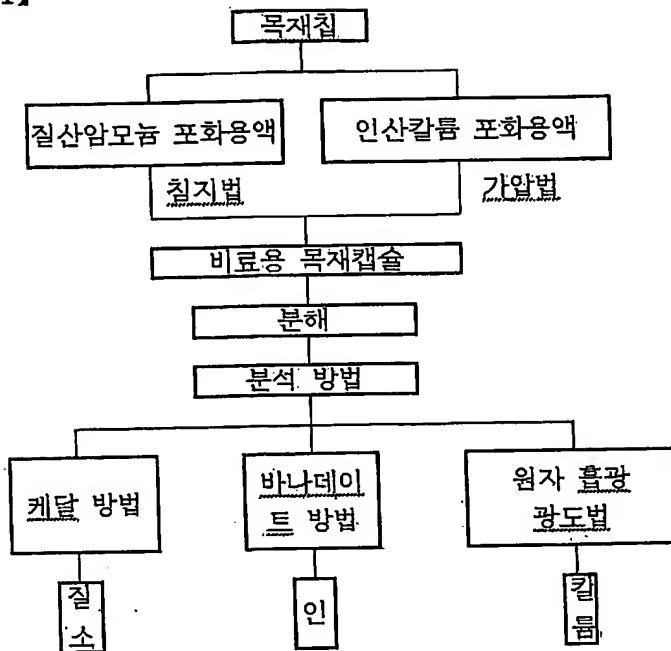 1】
목재칩
질산암모늄 포화용액
인산칼륨 포화용액
침지법
가압법
비료용 목재캡슐
분해
분석 방법
케달 방법
바나데이
트 방법
원자 흡광
광도법
질
소
인
칼
륨